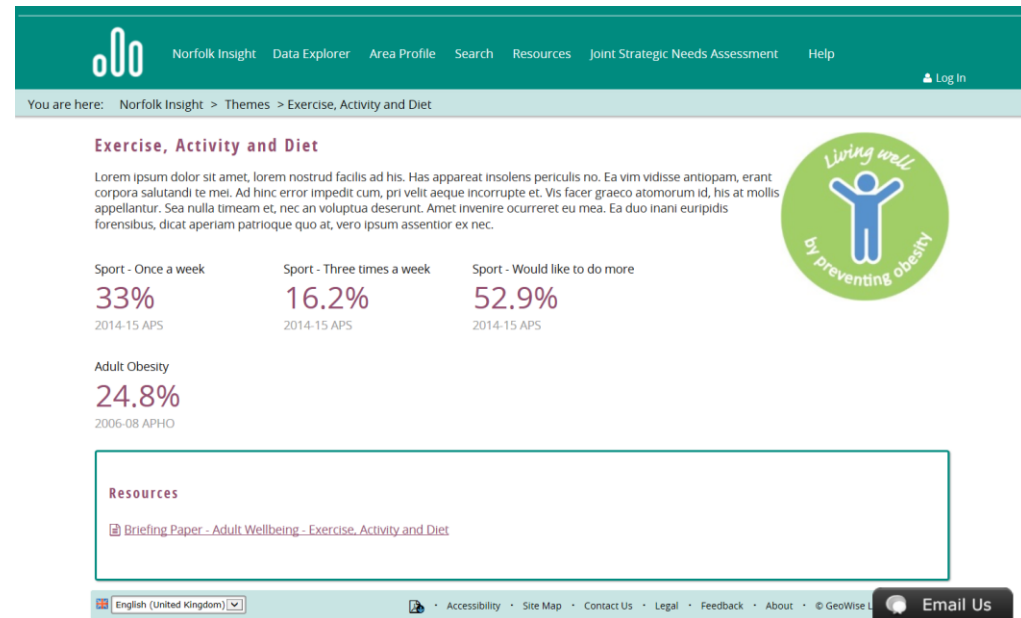 Norfolk Insight Data Explorer Area Profile Search Resources Joint Strategic Needs Assessment Help
Log In
You are here: Norfolk Insight > Themes > Exercise, Activity and Diet
Exercise, Activity and Diet
Lorem ipsum dolor sit amet, lorem nostrud facilis ad his. Has appareat insolens periculis no. Ea vim vidisse antiopam, erant
corpora salutandi te mei. Ad hinc error impedit cum, pri velit aeque incorrupte et. Vis facer graeco atomorum id, his at mollis
appellantur. Sea nulla timeam et, nec an voluptua deserunt. Amet invenire ocurreret eu mea. Ea duo inani euripidis
forensibus, dicat aperiam patrioque quo at, vero ipsum assentior ex nec.
Living well
by preventing obesity
Sport - Once a week Sport - Three times a week Sport - Would like to do more
33% 16.2% 52.9%
2014-15 APS 2014-15 APS 2014-15 APS
Adult Obesity
24.8%
2006-08 APHO
Resources
Briefing Paper - Adult Wellbeing - Exercise, Activity and Diet
English (United Kingdom) · Accessibility · Site Map · Contact Us · Legal · Feedback · About · © GeoWise L
Email Us